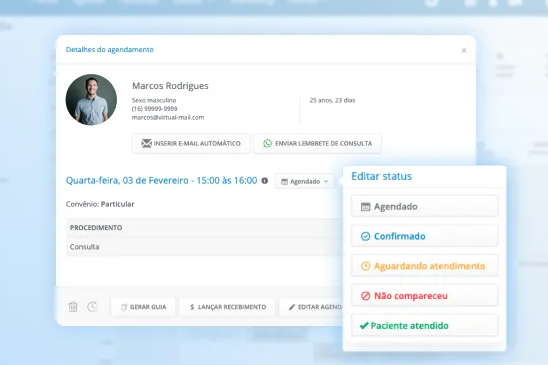 Detalhes do agendamento
×
Marcos Rodrigues
Sexo masculino
25 anos, 23 dias
(16) 99999-9999
marcos@virtual-mail.com
INSERIR E-MAIL AUTOMÁTICO
ENVIAR LEMBRETE DE CONSULTA
Quarta-feira, 03 de Fevereiro - 15:00 às 16:00
Agendado
Convênio: Particular
PROCEDIMENTO
Consulta
GERAR GUIA
$ LANÇAR RECEBIMENTO
EDITAR AGEND
Editar status
Agendado
Confirmado
Aguardando atendimento
Não compareceu
Paciente atendido